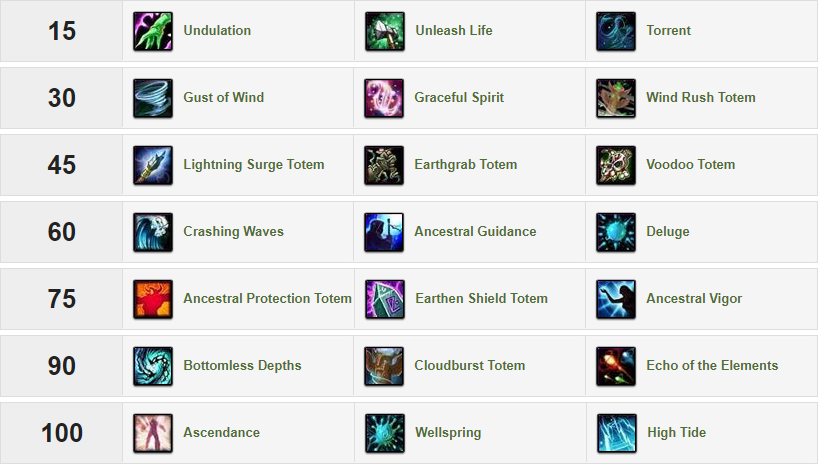 15 Undulation Unleash Life Torrent
30 Gust of Wind Graceful Spirit Wind Rush Totem
45 Lightning Surge Totem Earthgrab Totem Voodoo Totem
60 Crashing Waves Ancestral Guidance Deluge
75 Ancestral Protection Totem Earthen Shield Totem Ancestral Vigor
90 Bottomless Depths Cloudburst Totem Echo of the Elements
100 Ascendance Wellspring High Tide